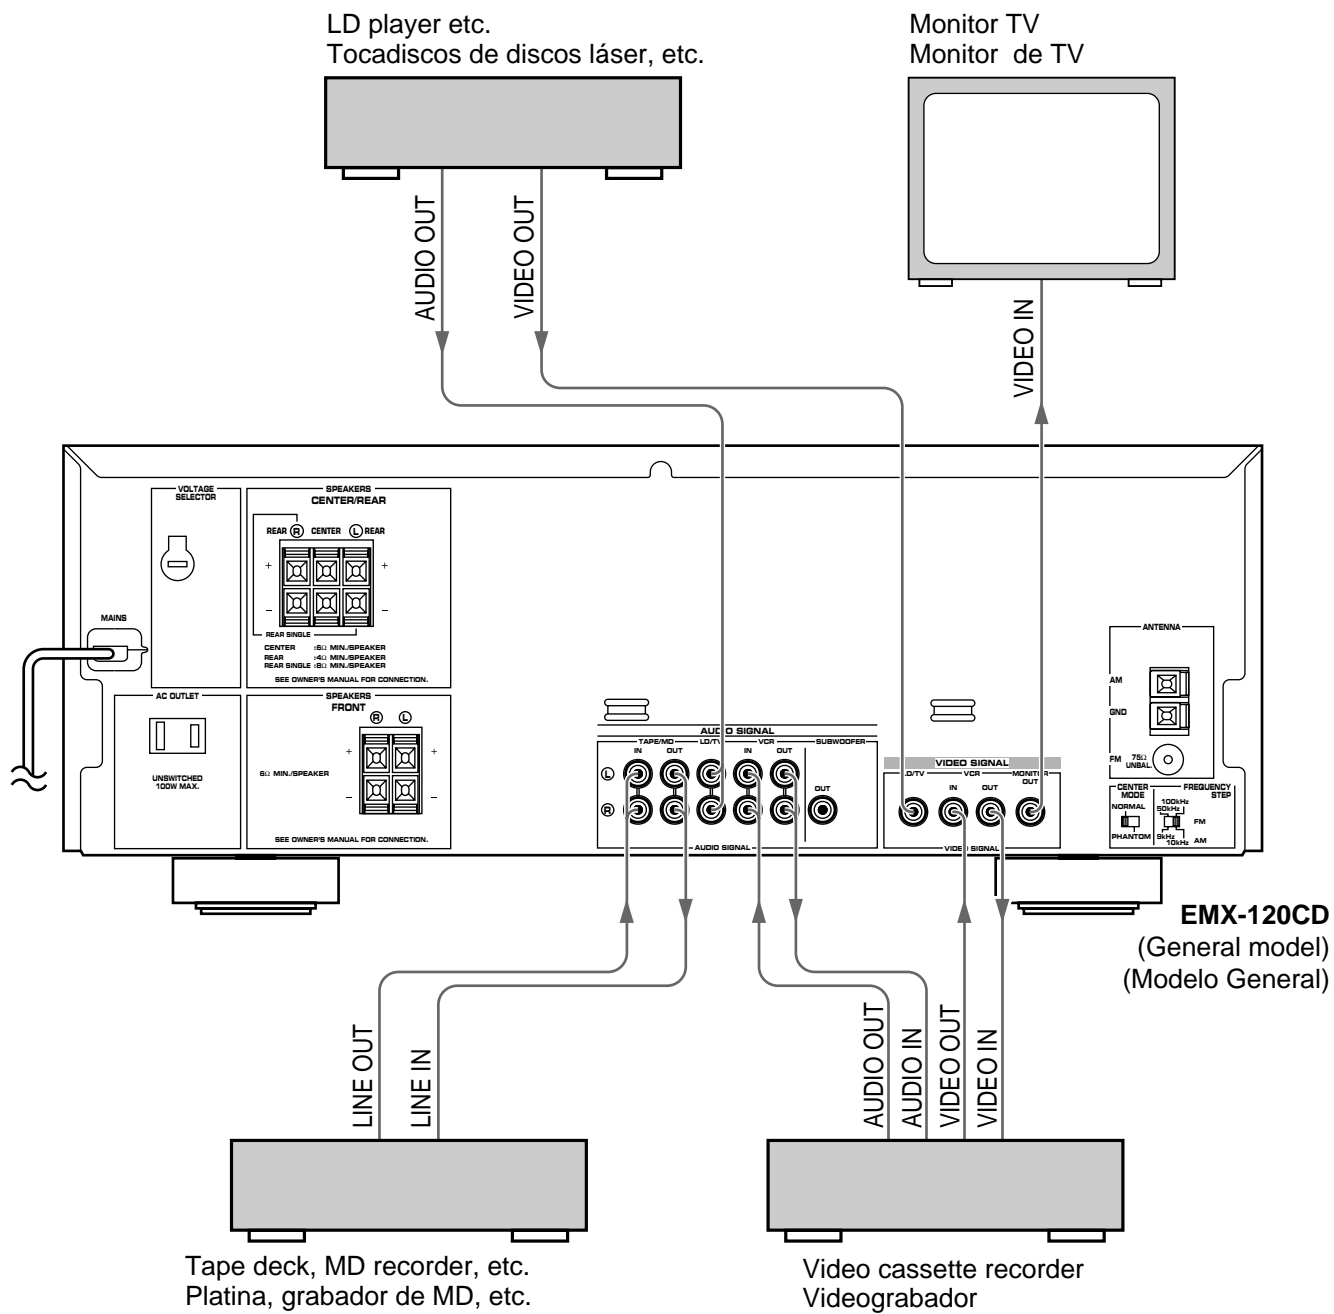 LD player etc.
Tocadiscos de discos láser, etc.
Monitor TV
Monitor de TV
AUDIO OUT
VIDEO OUT
VIDEO IN
VOLTAGE
SELECTOR
SPEAKERS
CENTER/REAR
REAR R CENTER L REAR
+ +
– –
REAR SINGLE
CENTER :6Ω MIN./SPEAKER
REAR :4Ω MIN./SPEAKER
REAR SINGLE :8Ω MIN./SPEAKER
SEE OWNER'S MANUAL FOR CONNECTION.
MAINS
AC OUTLET
UNSWITCHED
100W MAX.
SPEAKERS
FRONT
R L
+ +
6Ω MIN./SPEAKER
– –
SEE OWNER'S MANUAL FOR CONNECTION.
AUDIO SIGNAL
TAPE/MD LD/TV VCR SUBWOOFER
IN OUT IN OUT
L
OUT
R
AUDIO SIGNAL
VIDEO SIGNAL
LD/TV VCR MONITOR
OUT
IN OUT
VIDEO SIGNAL
ANTENNA
AM
GND
FM 75Ω
UNBAL.
CENTER
MODE
NORMAL
PHANTOM
FREQUENCY
STEP
100kHz
50kHz
FM
9kHz
10kHz AM
EMX-120CD
(General model)
(Modelo General)
LINE OUT
LINE IN
AUDIO OUT
AUDIO IN
VIDEO OUT
VIDEO IN
Tape deck, MD recorder, etc.
Platina, grabador de MD, etc.
Video cassette recorder
Videograbador